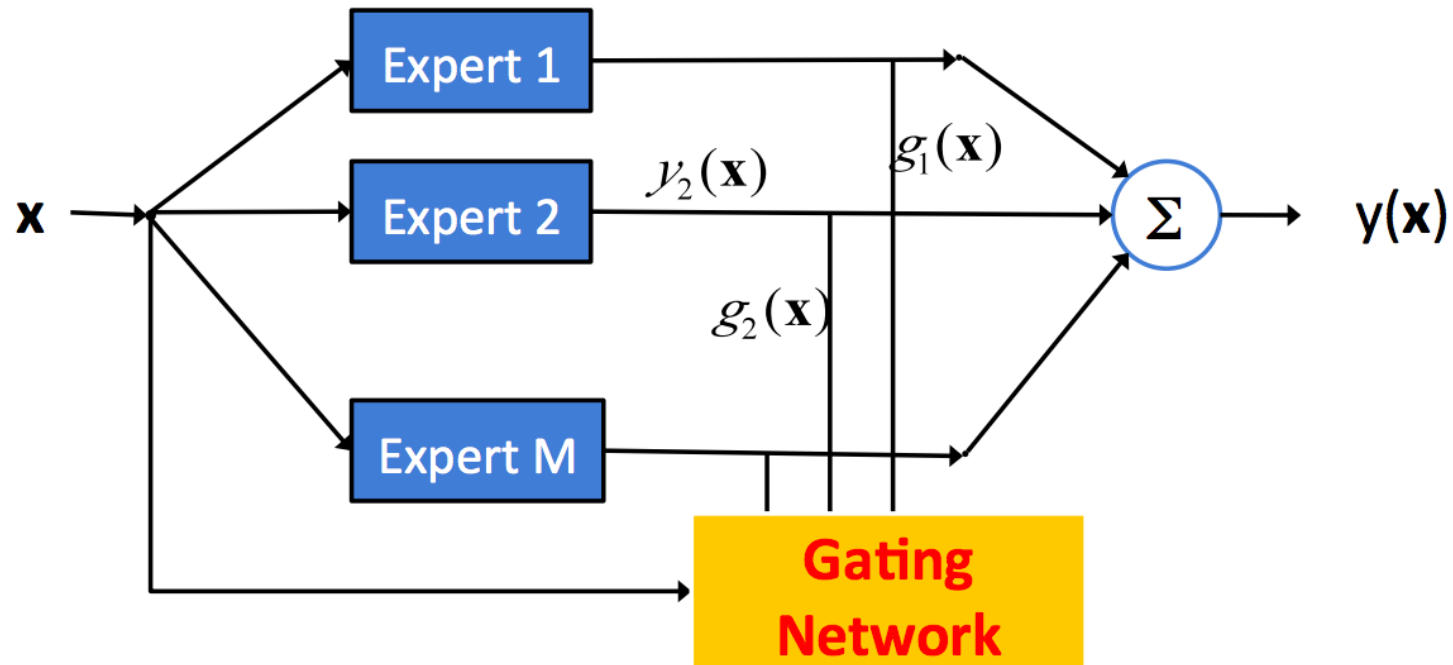 Expert 1
g₁(x)
y₂(x)
x
Expert 2
Σ
y(x)
g₂(x)
Expert M
Gating
Network